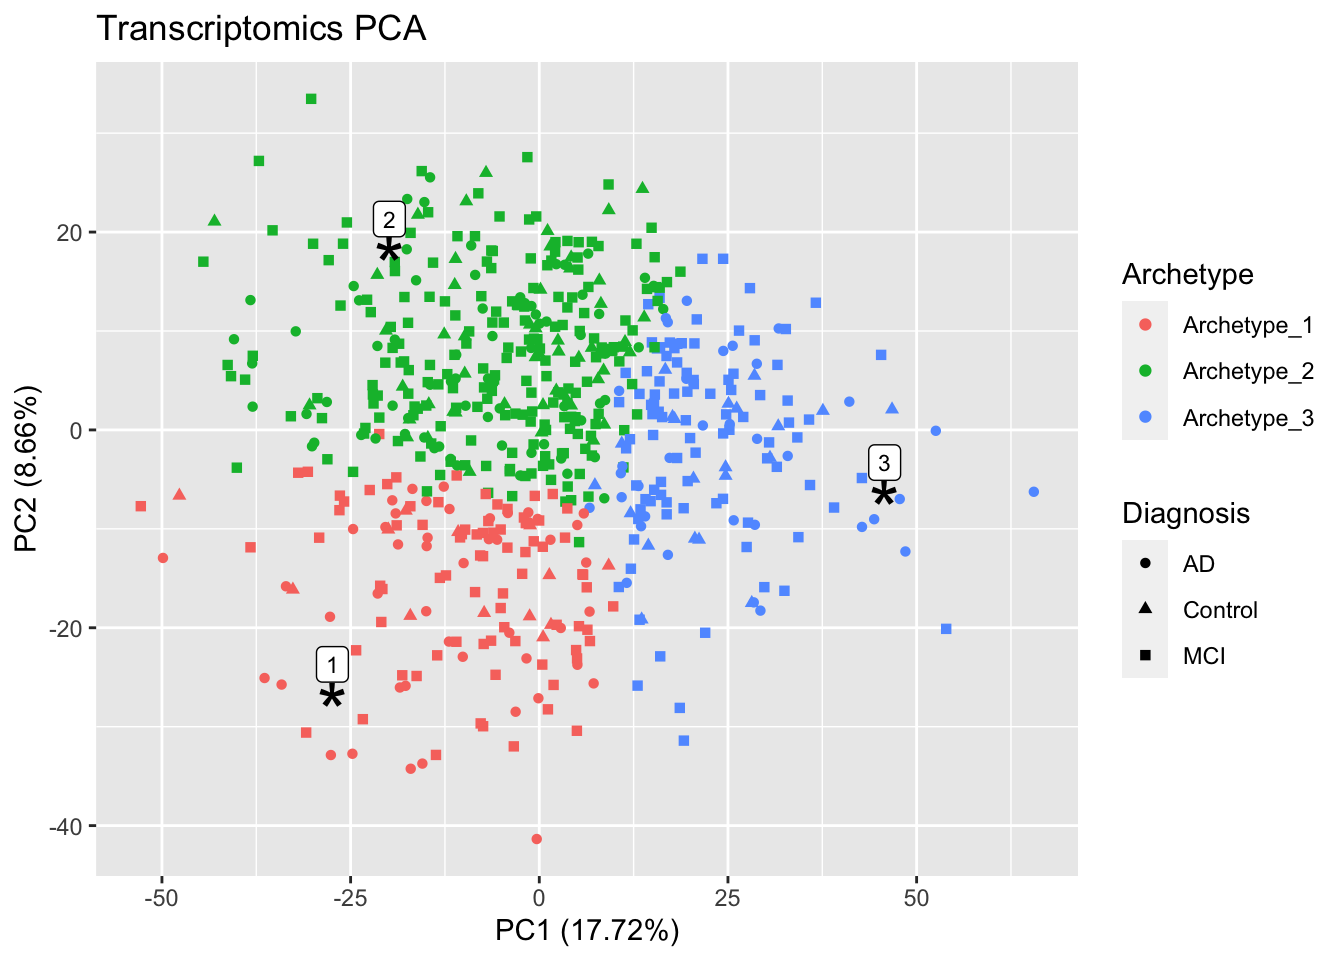 Transcriptomics PCA
20
0
-20
-40
-50
-25
0
25
50
PC1 (17.72%)
PC2 (8.66%)
1
2
3
Archetype
Archetype_1
Archetype_2
Archetype_3
Diagnosis
AD
Control
MCI